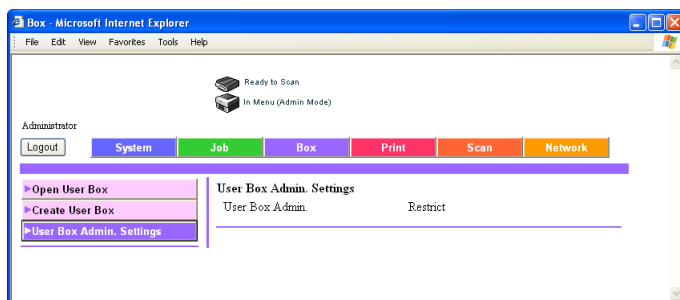 Box - Microsoft Internet Explorer
File Edit View Favorites Tools Help
Ready to Scan
In Menu (Admin Mode)
Administrator
Logout System Job Box Print Scan Network
Open User Box
Create User Box
User Box Admin. Settings
User Box Admin. Settings
User Box Admin. Restrict